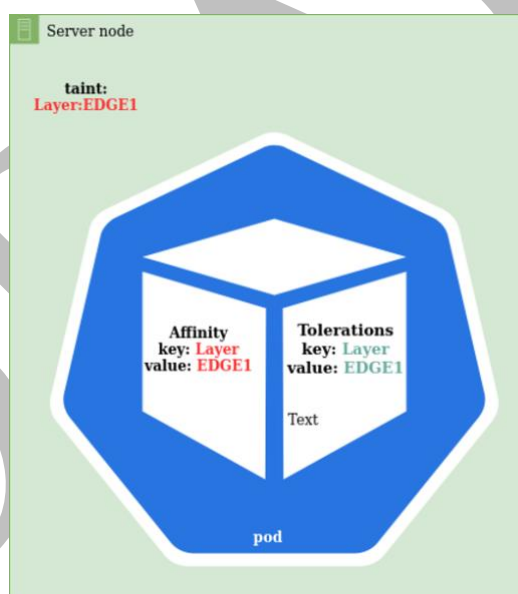 Server node
taint:
Layer:EDGE1
Affinity
key: Layer
value: EDGE1
Tolerations
key: Layer
value: EDGE1
Text
pod